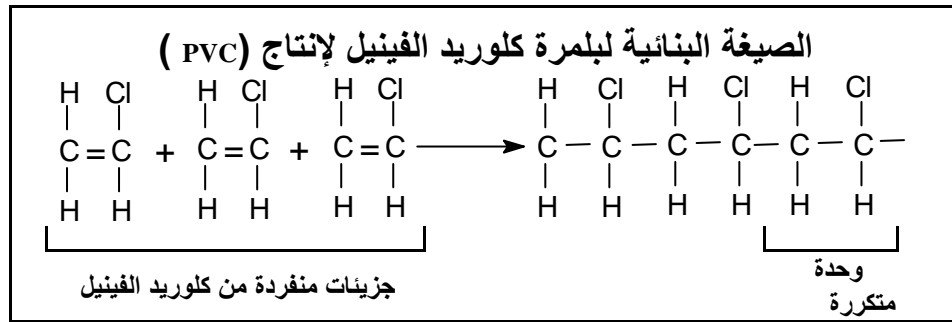 الصيغة البنائية لبلمرة كلوريد الفينيل لإنتاج (PVC)
H Cl H Cl H Cl H Cl H Cl H Cl
C=C + C=C + C=C → C—C—C—C—C—C—
H H H H H H H H H H H H
جزيئات منفردة من كلوريد الفينيل
وحدة
متكررة